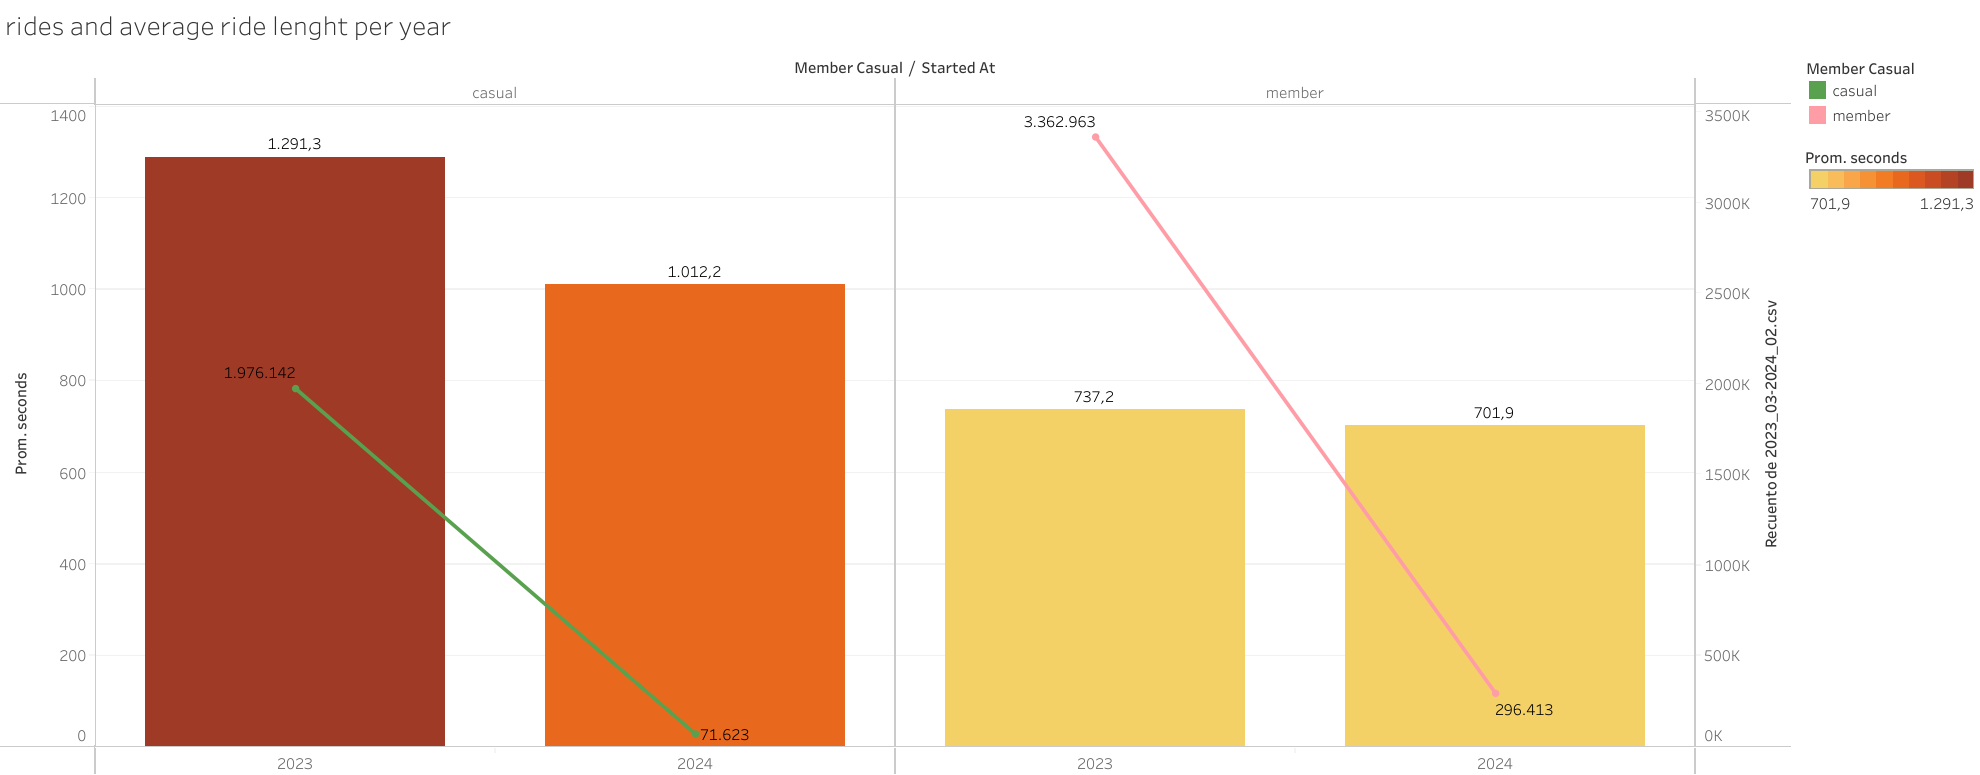 rides and average ride lenght per year
Member Casual / Started At
casual
member
Prom. seconds
1400
1200
1000
800
600
400
200
0
1.291,3
1.012,2
1.976.142
71.623
3.362.963
737,2
701,9
296.413
3500K
3000K
2500K
2000K
1500K
1000K
500K
0K
Recuento de 2023_03-2024_02.csv
2023
2024
2023
2024
Member Casual
casual
member
Prom. seconds
701,9 1.291,3